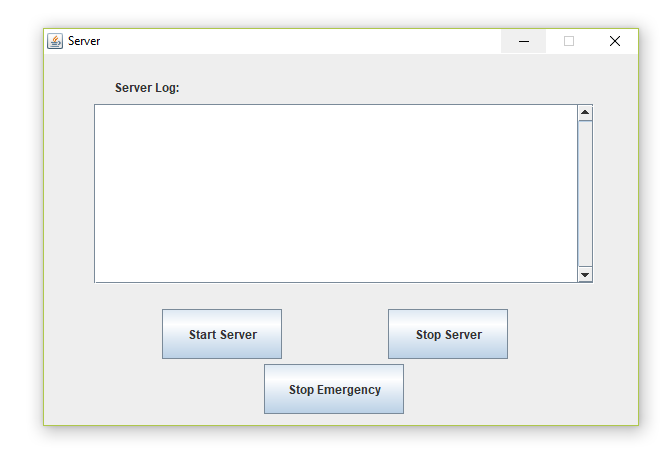 Server
Server Log:
Start Server
Stop Server
Stop Emergency